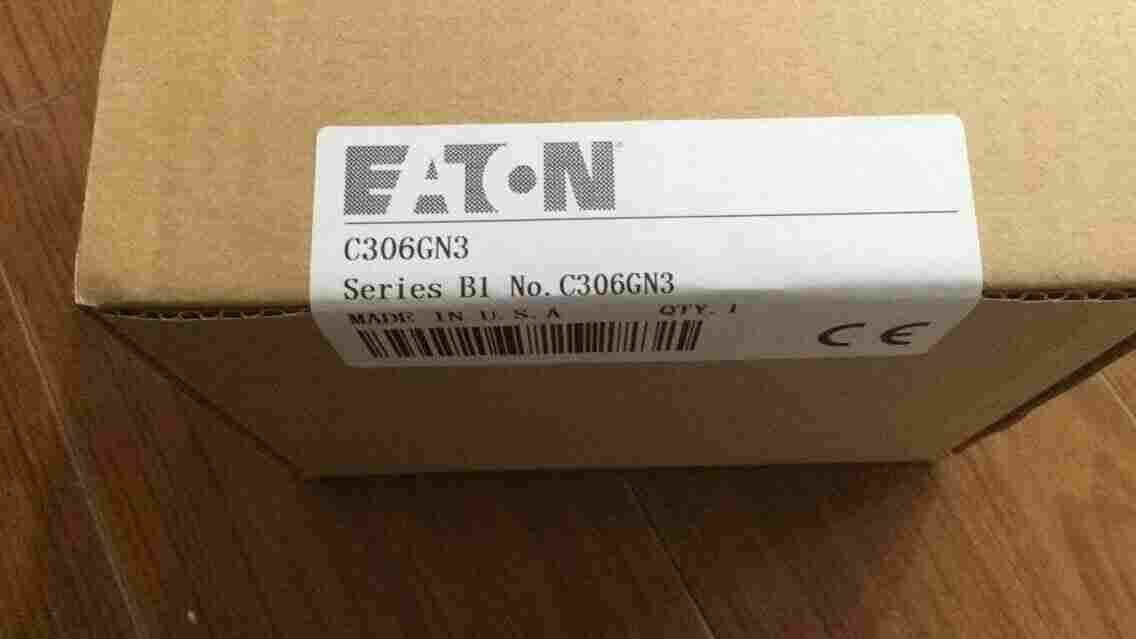 EATON
C306GN3
Series B1 No. C306GN3
MADE IN U.S.A QTY. 1
CE